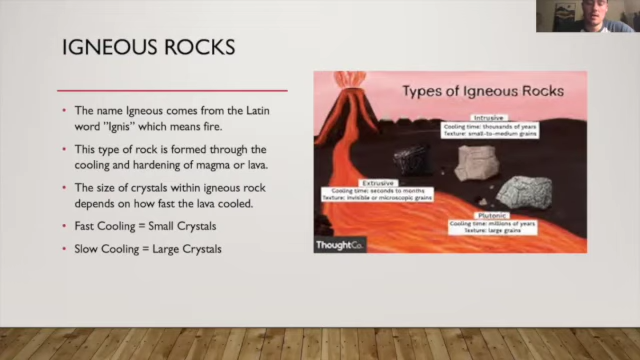 IGNEOUS ROCKS
• The name Igneous comes from the Latin
word "Ignis" which means fire.
• This type of rock is formed through the
cooling and hardening of magma or lava.
• The size of crystals within igneous rock
depends on how fast the lava cooled.
• Fast Cooling = Small Crystals
• Slow Cooling = Large Crystals
Types of Igneous Rocks
Intrusive
Cooling time: thousands of years
Texture: small-to-medium grains
Extrusive
Cooling time: seconds to months
Texture: invisible or microscopic grains
Plutonic
Cooling time: millions of years
Texture: large grains
ThoughtCo.